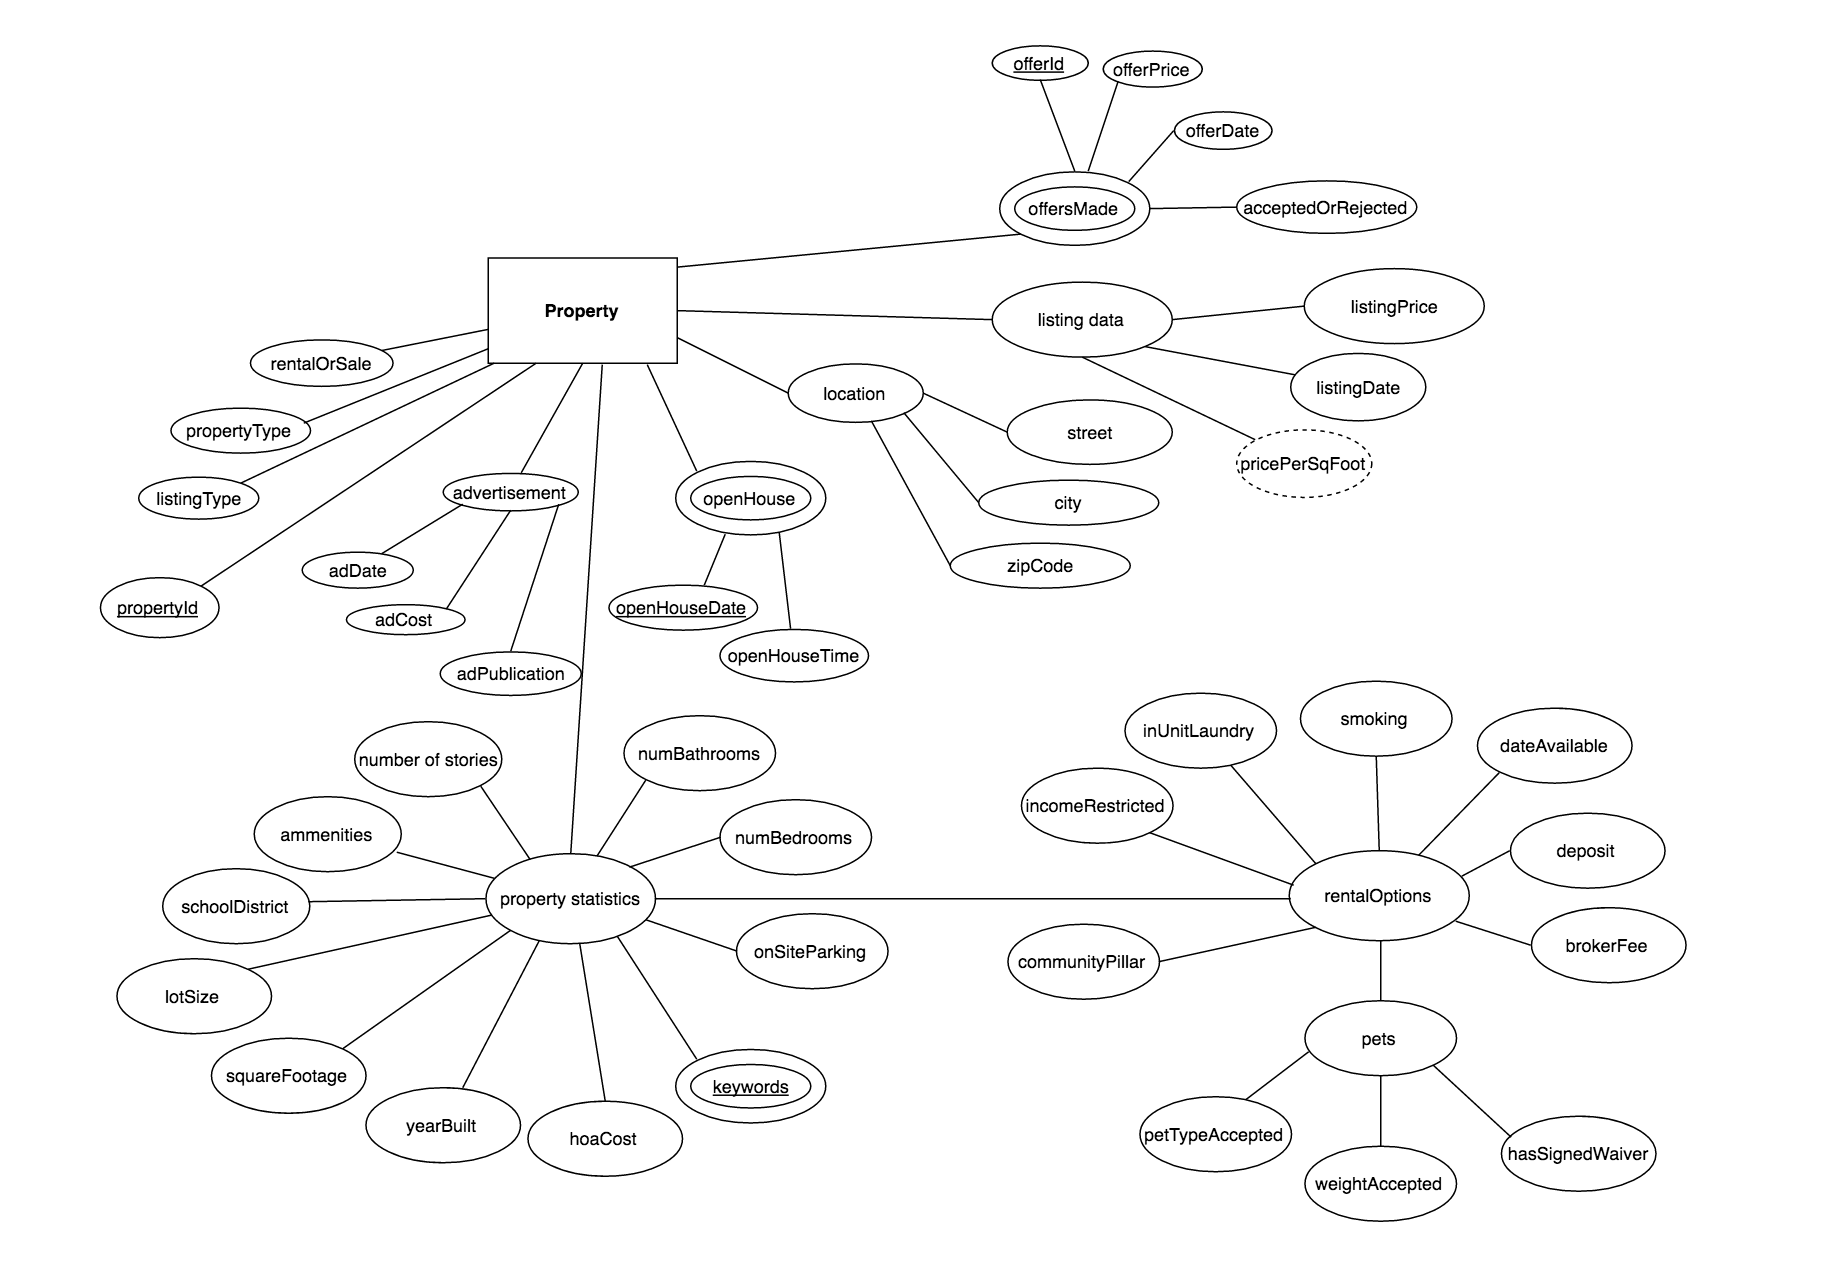 offerId
offerPrice
offerDate
offersMade
acceptedOrRejected
Property
listing data
listingPrice
rentalOrSale
listingDate
location
propertyType
street
pricePerSqFoot
listingType
advertisement
openHouse
city
adDate
zipCode
propertyId
adCost
openHouseDate
openHouseTime
adPublication
number of stories
numBathrooms
inUnitLaundry
smoking
dateAvailable
ammenities
numBedrooms
incomeRestricted
deposit
schoolDistrict
property statistics
rentalOptions
onSiteParking
communityPillar
brokerFee
lotSize
squareFootage
keywords
pets
yearBuilt
hoaCost
petTypeAccepted
weightAccepted
hasSignedWaiver